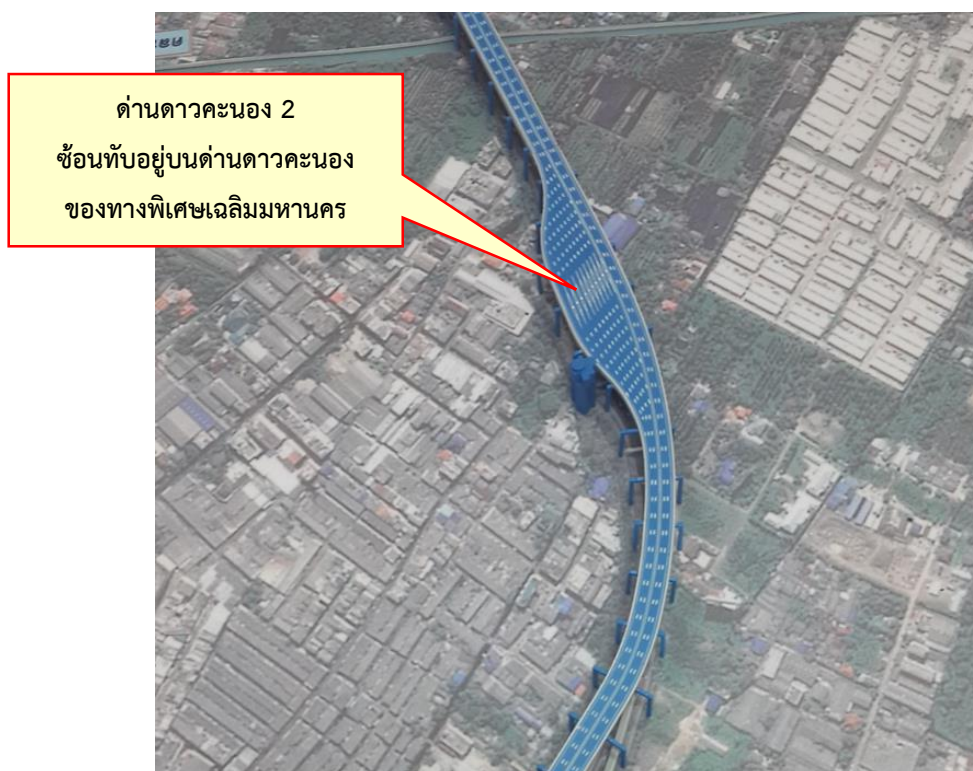 ด่านดาวคะนอง 2
ซ้อนทับอยู่บนด่านดาวคะนอง
ของทางพิเศษเฉลิมมหานคร